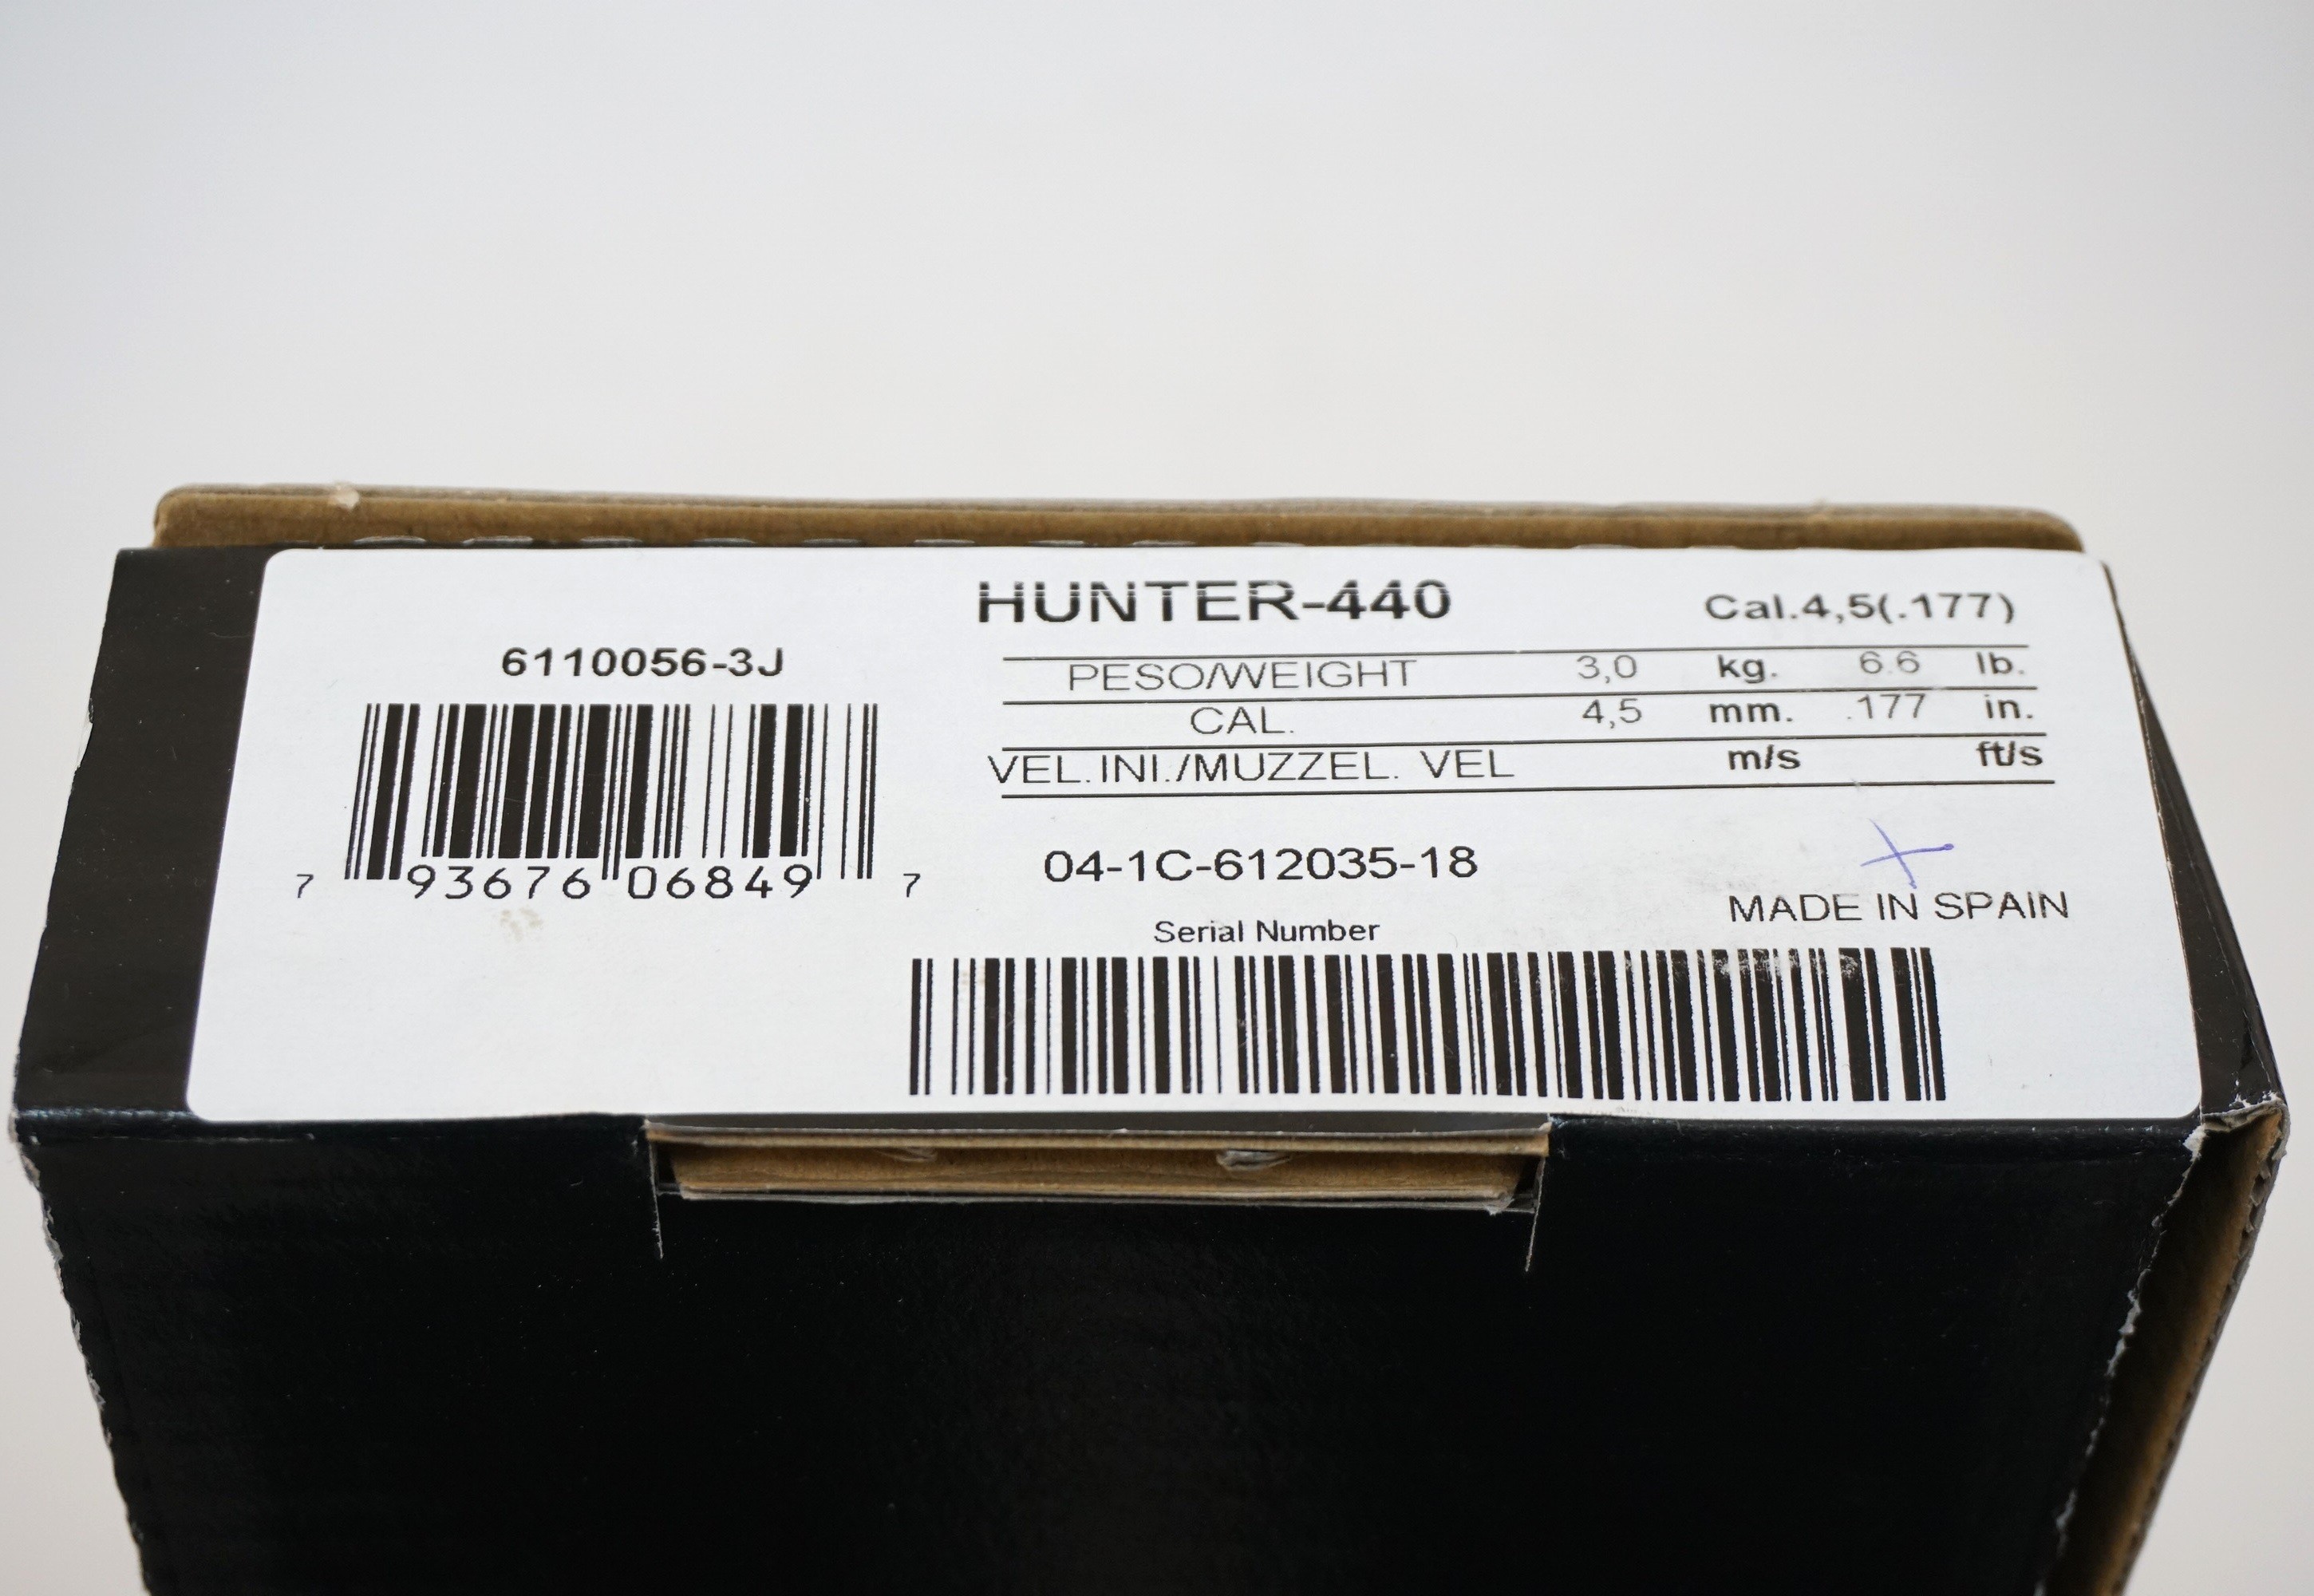 HUNTER-440 Cal.4,5(.177)
6110056-3J
PESO/WEIGHT 3,0 kg. 6.6 lb.
CAL. 4,5 mm. .177 in.
VEL.INI./MUZZEL. VEL m/s ft/s
7 93676 06849 7
04-1C-612035-18
MADE IN SPAIN
Serial Number